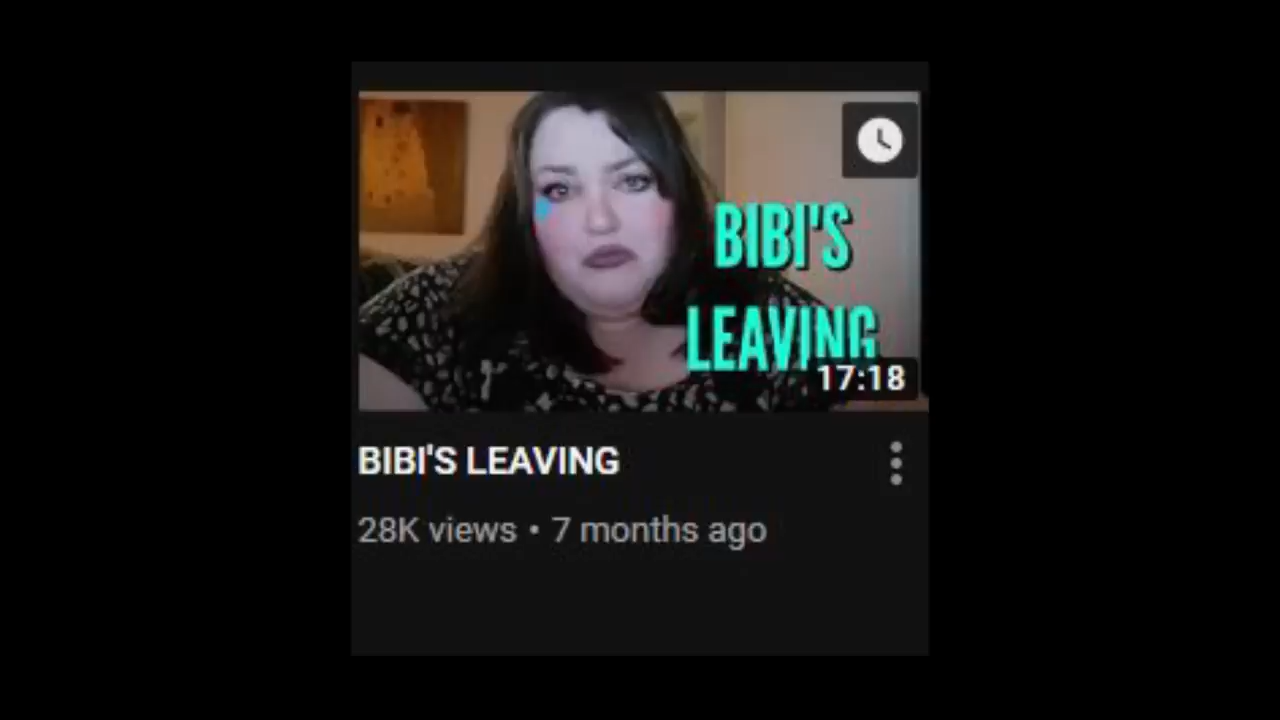 BIBI'S
LEAVING
17:18
BIBI'S LEAVING
28K views • 7 months ago